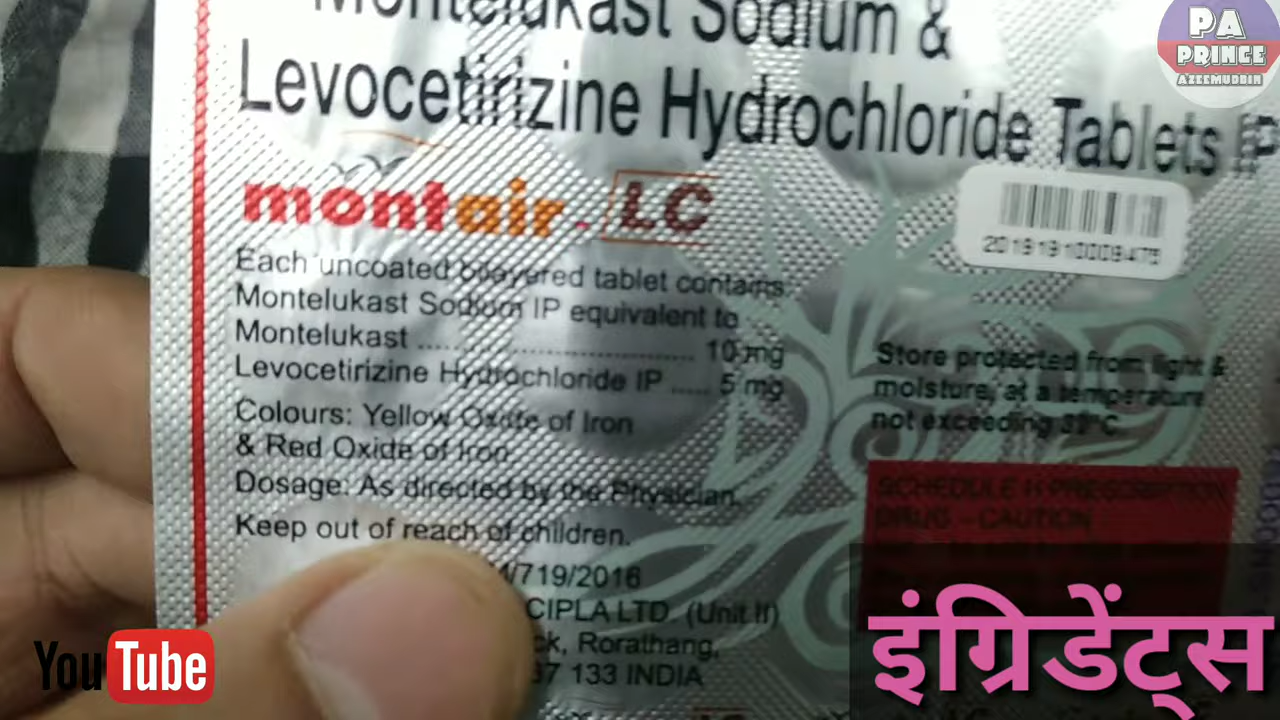 Montelukast Sodium &
Levocetirizine Hydrochloride Tablets IP
montair - LC
Each uncoated bilayered tablet contains:
Montelukast Sodium IP equivalent to
Montelukast ........................................ 10 mg
Levocetirizine Hydrochloride IP ...... 5 mg
Colours: Yellow Oxide of Iron
& Red Oxide of Iron
Dosage: As directed by the Physician.
Keep out of reach of children.
/719/2016
CIPLA LTD. (Unit II)
ck, Rorathang,
37 133 INDIA
Store protected from light &
moisture, at a temperature
not exceeding
SCHEDULE H PRESCRIPTION
DRUG - CAUTION
PA
PRINCE
AZEEMUDDIN
YouTube
इंग्रिडेंट्स